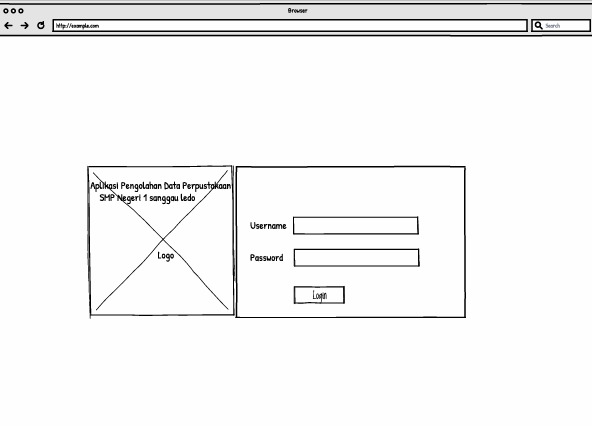 Browser
http://example.com
Search
Aplikasi Pengolahan Data Perpustakaan
SMP Negeri 1 sanggau ledo
Logo
Username
Password
Login